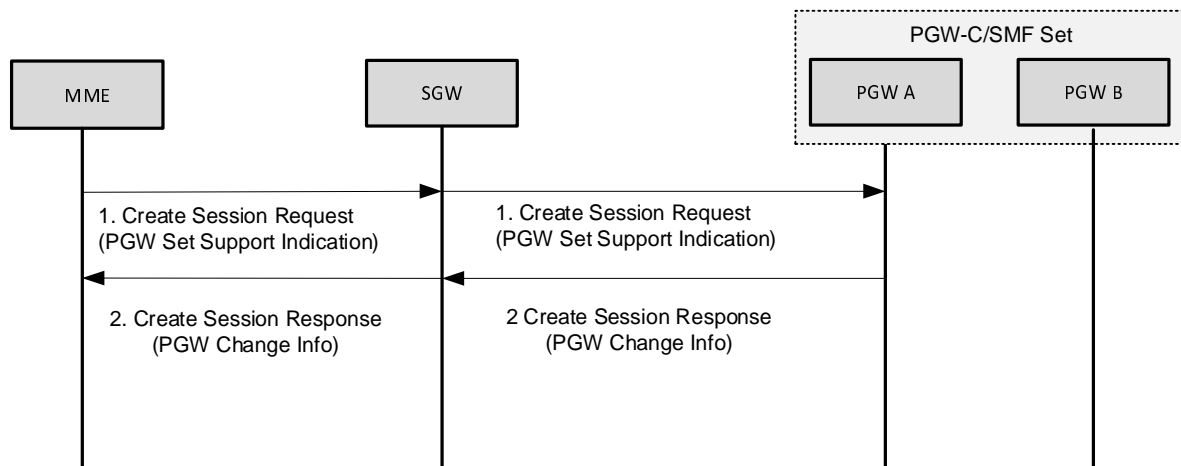 PGW-C/SMF Set
MME
SGW
PGW A
PGW B
1. Create Session Request
(PGW Set Support Indication)
1. Create Session Request
(PGW Set Support Indication)
2. Create Session Response
(PGW Change Info)
2 Create Session Response
(PGW Change Info)